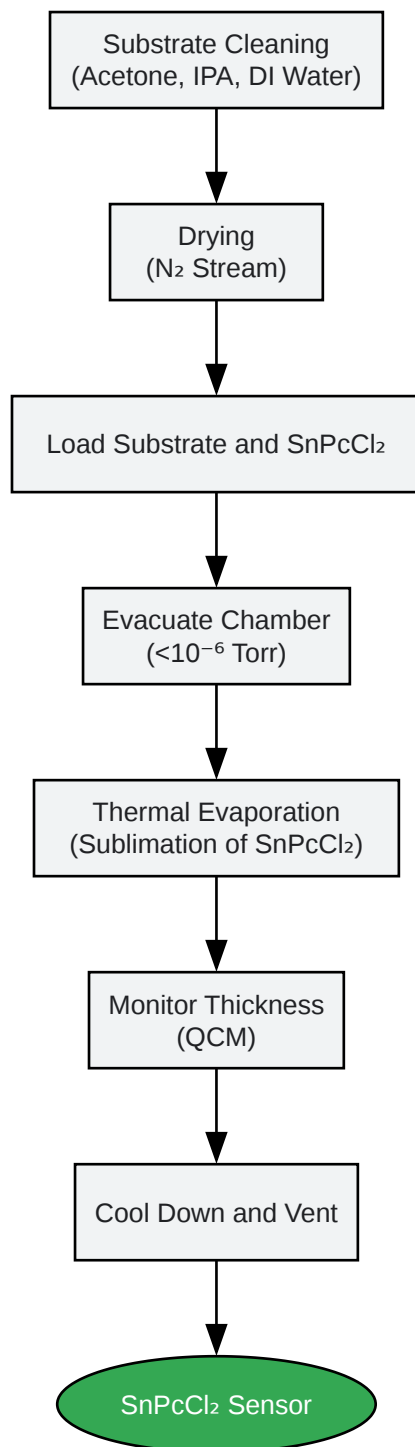 Substrate Cleaning
(Acetone, IPA, DI Water)
Drying
(N₂ Stream)
Load Substrate and SnPcCl₂
Evacuate Chamber
(<10⁻⁶ Torr)
Thermal Evaporation
(Sublimation of SnPcCl₂)
Monitor Thickness
(QCM)
Cool Down and Vent
SnPcCl₂ Sensor